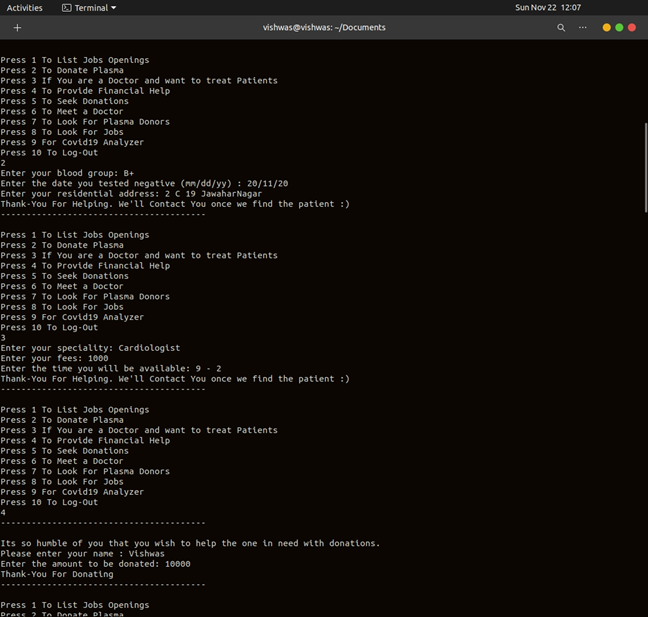 Activities Terminal Sun Nov 22 12:07
vishwas@vishwas: ~/Documents
Press 1 To List Jobs Openings
Press 2 To Donate Plasma
Press 3 If You are a Doctor and want to treat Patients
Press 4 To Provide Financial Help
Press 5 To Seek Donations
Press 6 To Meet a Doctor
Press 7 To Look For Plasma Donors
Press 8 To Look For Jobs
Press 9 For Covid19 Analyzer
Press 10 To Log-Out
2
Enter your blood group: B+
Enter the date you tested negative (mm/dd/yy) : 20/11/20
Enter your residential address: 2 C 19 JawaharNagar
Thank-You For Helping. We'll Contact You once we find the patient :)
----------------------------------------
Press 1 To List Jobs Openings
Press 2 To Donate Plasma
Press 3 If You are a Doctor and want to treat Patients
Press 4 To Provide Financial Help
Press 5 To Seek Donations
Press 6 To Meet a Doctor
Press 7 To Look For Plasma Donors
Press 8 To Look For Jobs
Press 9 For Covid19 Analyzer
Press 10 To Log-Out
3
Enter your speciality: Cardiologist
Enter your fees: 1000
Enter the time you will be available: 9 - 2
Thank-You For Helping. We'll Contact You once we find the patient :)
----------------------------------------
Press 1 To List Jobs Openings
Press 2 To Donate Plasma
Press 3 If You are a Doctor and want to treat Patients
Press 4 To Provide Financial Help
Press 5 To Seek Donations
Press 6 To Meet a Doctor
Press 7 To Look For Plasma Donors
Press 8 To Look For Jobs
Press 9 For Covid19 Analyzer
Press 10 To Log-Out
4
----------------------------------------
Its so humble of you that you wish to help the one in need with donations.
Please enter your name : Vishwas
Enter the amount to be donated: 10000
Thank-You For Donating
----------------------------------------
Press 1 To List Jobs Openings
Press 2 To Donate Plasma